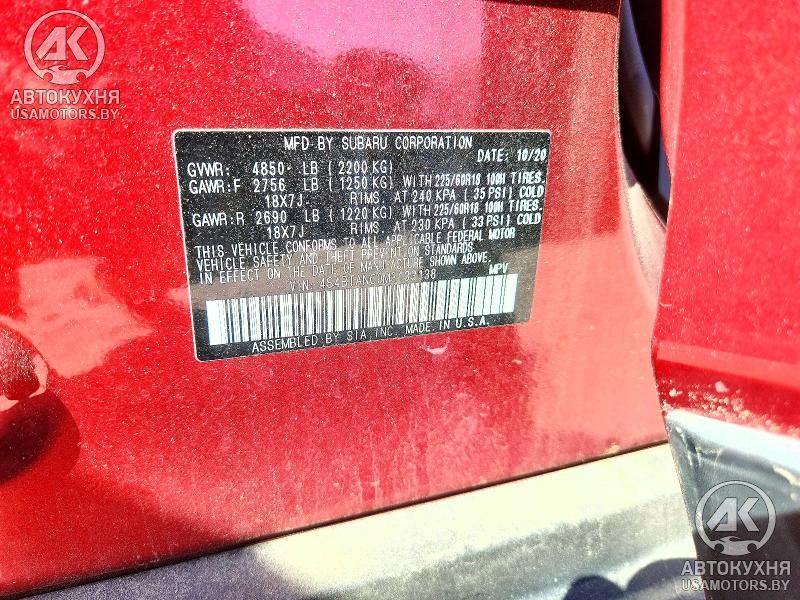 АК
АВТОКУХНЯ
USAMOTORS.BY
MFD BY SUBARU CORPORATION
DATE: 10/20
GVWR: 4850 LB (2200 KG)
GAWR:F 2756 LB (1250 KG) WITH 225/60R18 100H TIRES.
18X7J RIMS. AT 240 KPA (35 PSI) COLD
GAWR:R 2690 LB (1220 KG) WITH 225/60R18 100H TIRES.
18X7J RIMS. AT 230 KPA (33 PSI) COLD
THIS VEHICLE CONFORMS TO ALL APPLICABLE FEDERAL MOTOR
VEHICLE SAFETY AND THEFT PREVENTION STANDARDS
IN EFFECT ON THE DATE OF MANUFACTURE SHOWN ABOVE.
VIN: MPV
ASSEMBLED BY SIA, INC. MADE IN U.S.A.
АК
АВТОКУХНЯ
USAMOTORS.BY